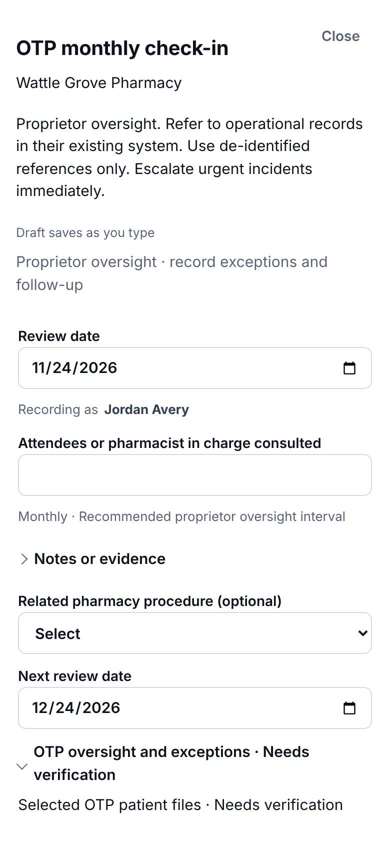 Close
OTP monthly check-in
Wattle Grove Pharmacy
Proprietor oversight. Refer to operational records
in their existing system. Use de-identified
references only. Escalate urgent incidents
immediately.
Draft saves as you type
Proprietor oversight · record exceptions and
follow-up
Review date
11/24/2026
Recording as Jordan Avery
Attendees or pharmacist in charge consulted
Monthly · Recommended proprietor oversight interval
Notes or evidence
Related pharmacy procedure (optional)
Select
Next review date
12/24/2026
OTP oversight and exceptions · Needs
verification
Selected OTP patient files · Needs verification